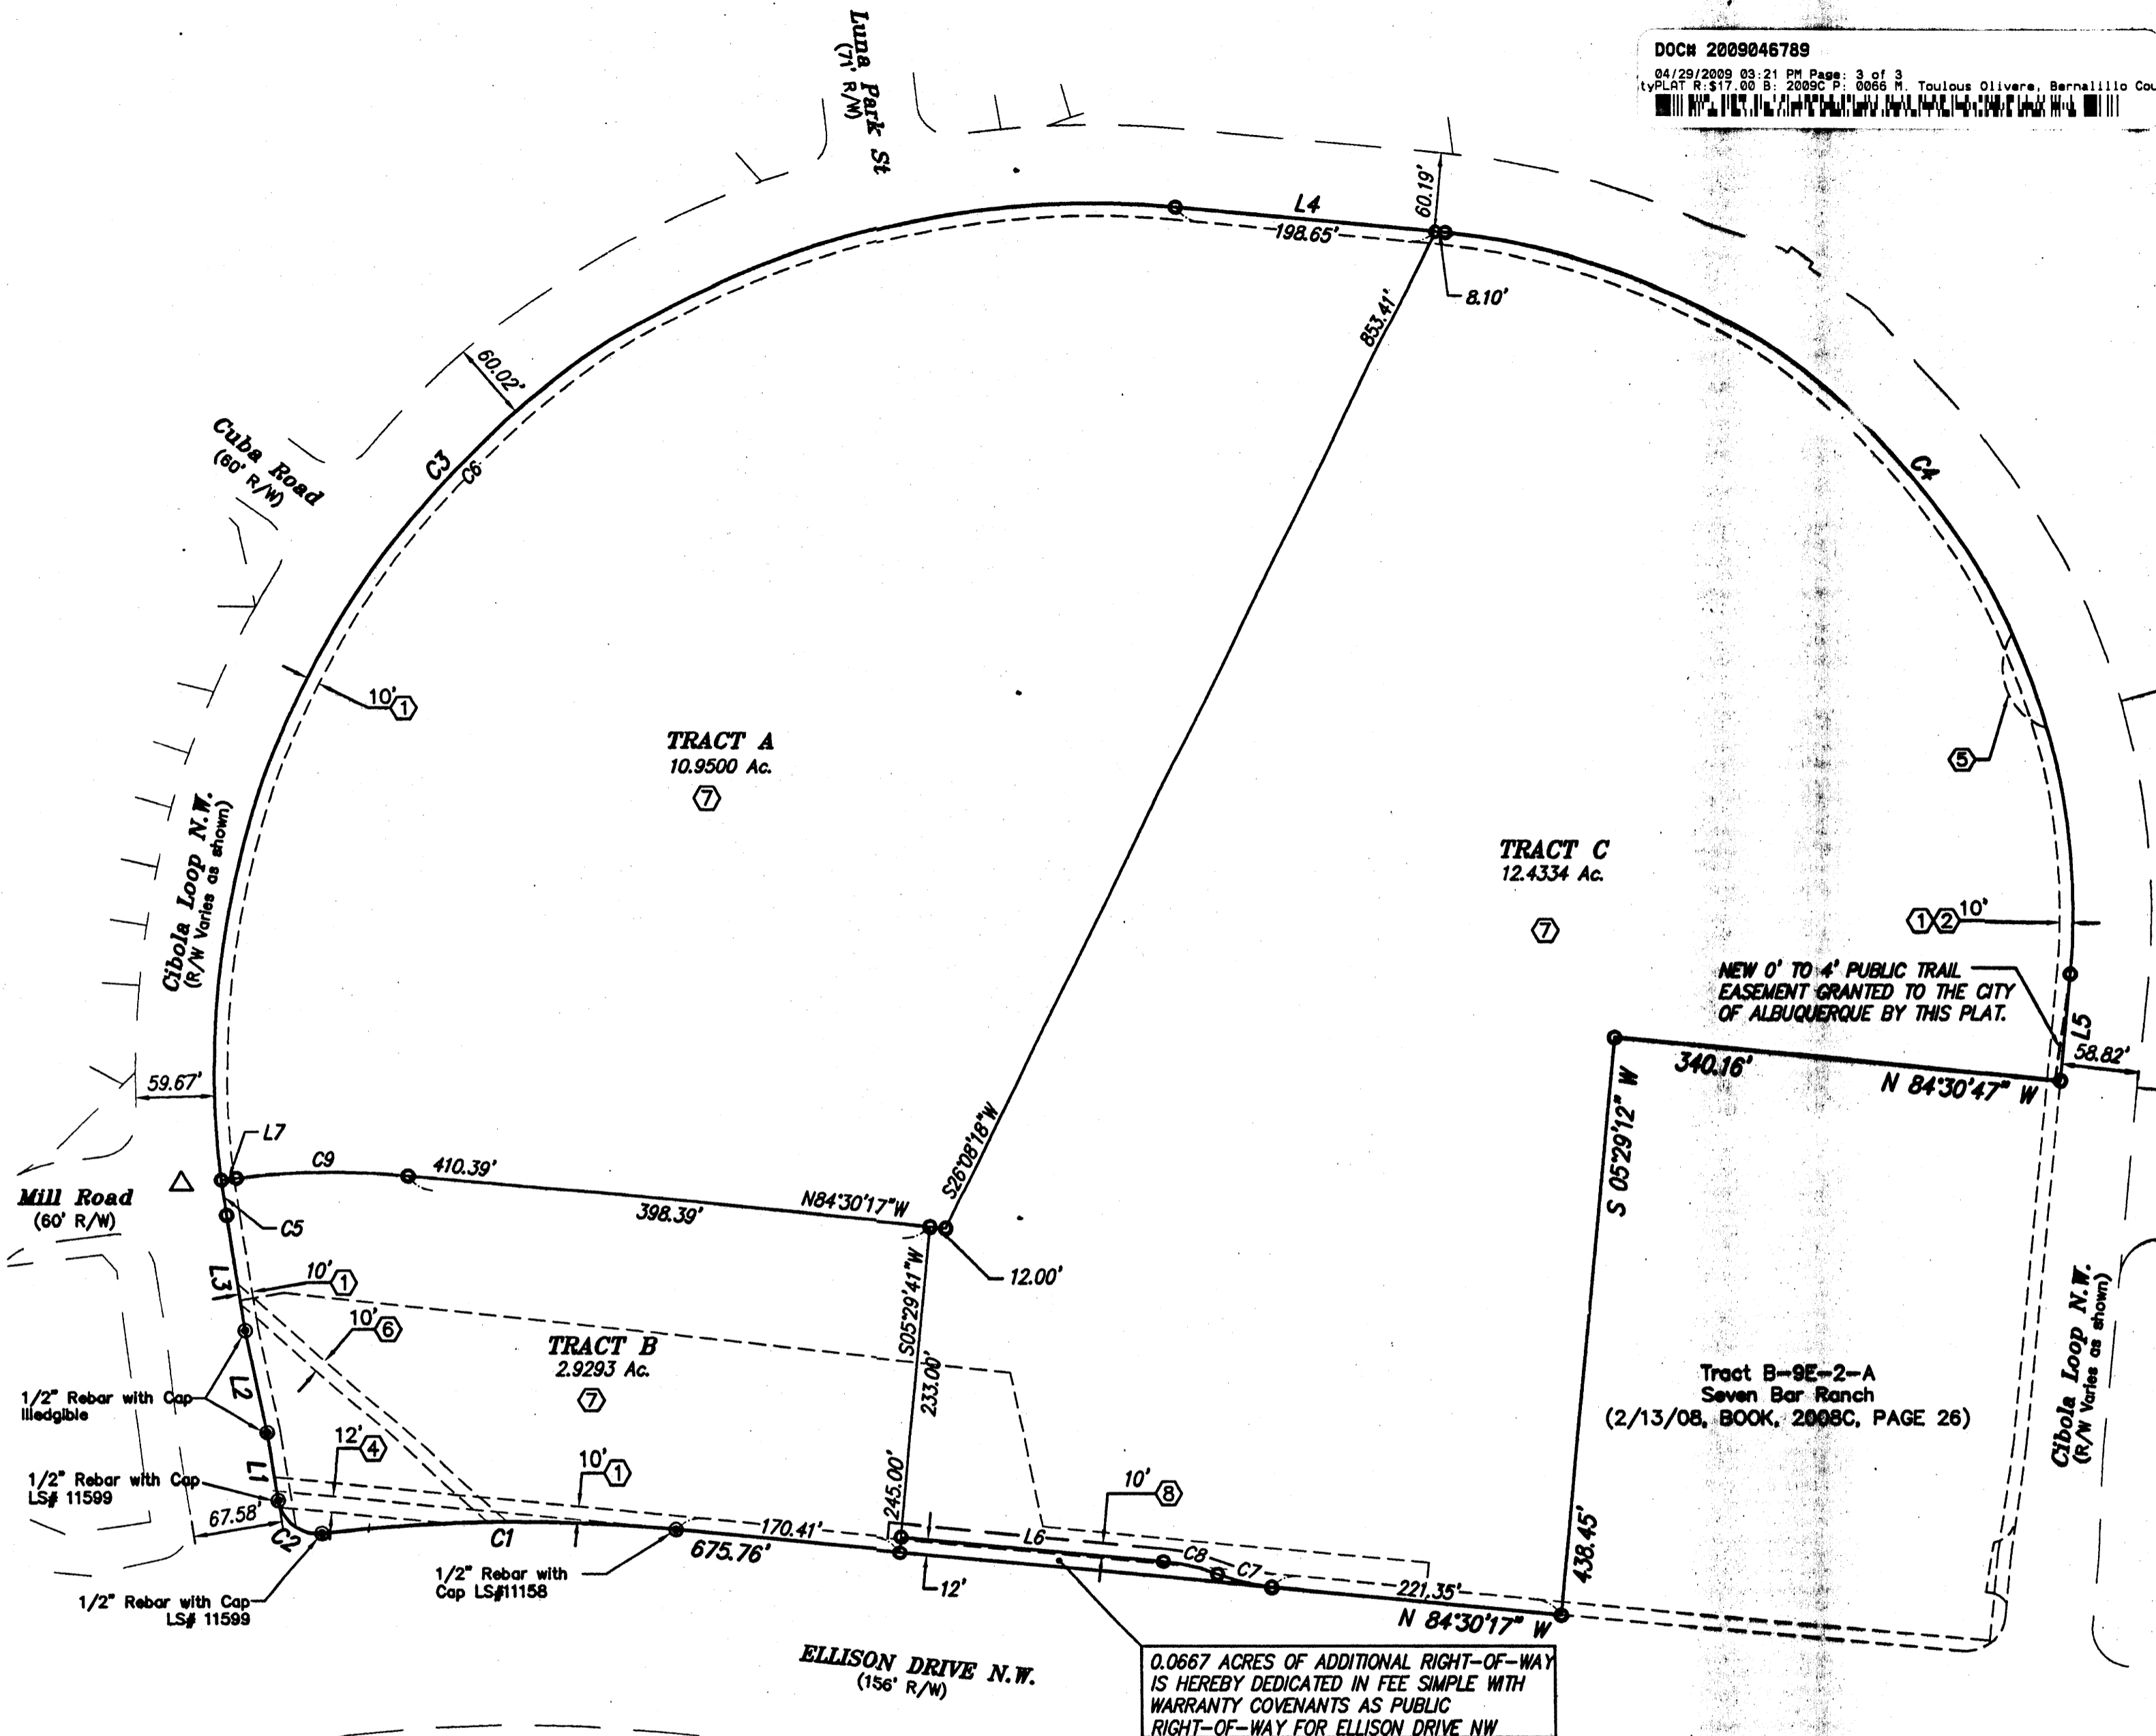 DOC# 2009046789
04/29/2009 03:21 PM Page: 3 of 3
tyPLAT R:$17.00 B: 2009C P: 0066 M. Toulous Olivere, Bernalillo Cou
Luna Park St
(71' R/W)
60.19'
L4
198.65'
8.10'
853.41'
60.02'
Cuba Road
(60' R/W)
C3
C6
C4
10' 1
TRACT A
10.9500 Ac.
7
5
Cibola Loop N.W.
(R/W Varies as shown)
TRACT C
12.4334 Ac.
7
1 2 10'
NEW 0' TO 4' PUBLIC TRAIL
EASEMENT GRANTED TO THE CITY
OF ALBUQUERQUE BY THIS PLAT.
L5
58.82'
340.16'
N 84°30'47" W
S 05°29'12" W
59.67'
L7
C9
410.39'
S26°08'18"W
N84°30'17"W
398.39'
Mill Road
(60' R/W)
C5
12.00'
S05°29'41"W
L3
10' 1
10' 6
TRACT B
2.9293 Ac.
7
233.00'
1/2" Rebar with Cap
Illedgible
L2
Tract B-9E-2-A
Seven Bar Ranch
(2/13/08, BOOK, 2008C, PAGE 26)
Cibola Loop N.W.
(R/W Varies as shown)
12' 4
10' 1
1/2" Rebar with Cap
LS# 11599
L1
245.00'
10' 8
67.58'
C2
C1
170.41'
675.76'
L6
C8
C7
438.45'
1/2" Rebar with
Cap LS#11158
12'
221.35'
N 84°30'17" W
1/2" Rebar with Cap
LS# 11599
ELLISON DRIVE N.W.
(156' R/W)
0.0667 ACRES OF ADDITIONAL RIGHT-OF-WAY
IS HEREBY DEDICATED IN FEE SIMPLE WITH
WARRANTY COVENANTS AS PUBLIC
RIGHT-OF-WAY FOR ELLISON DRIVE NW